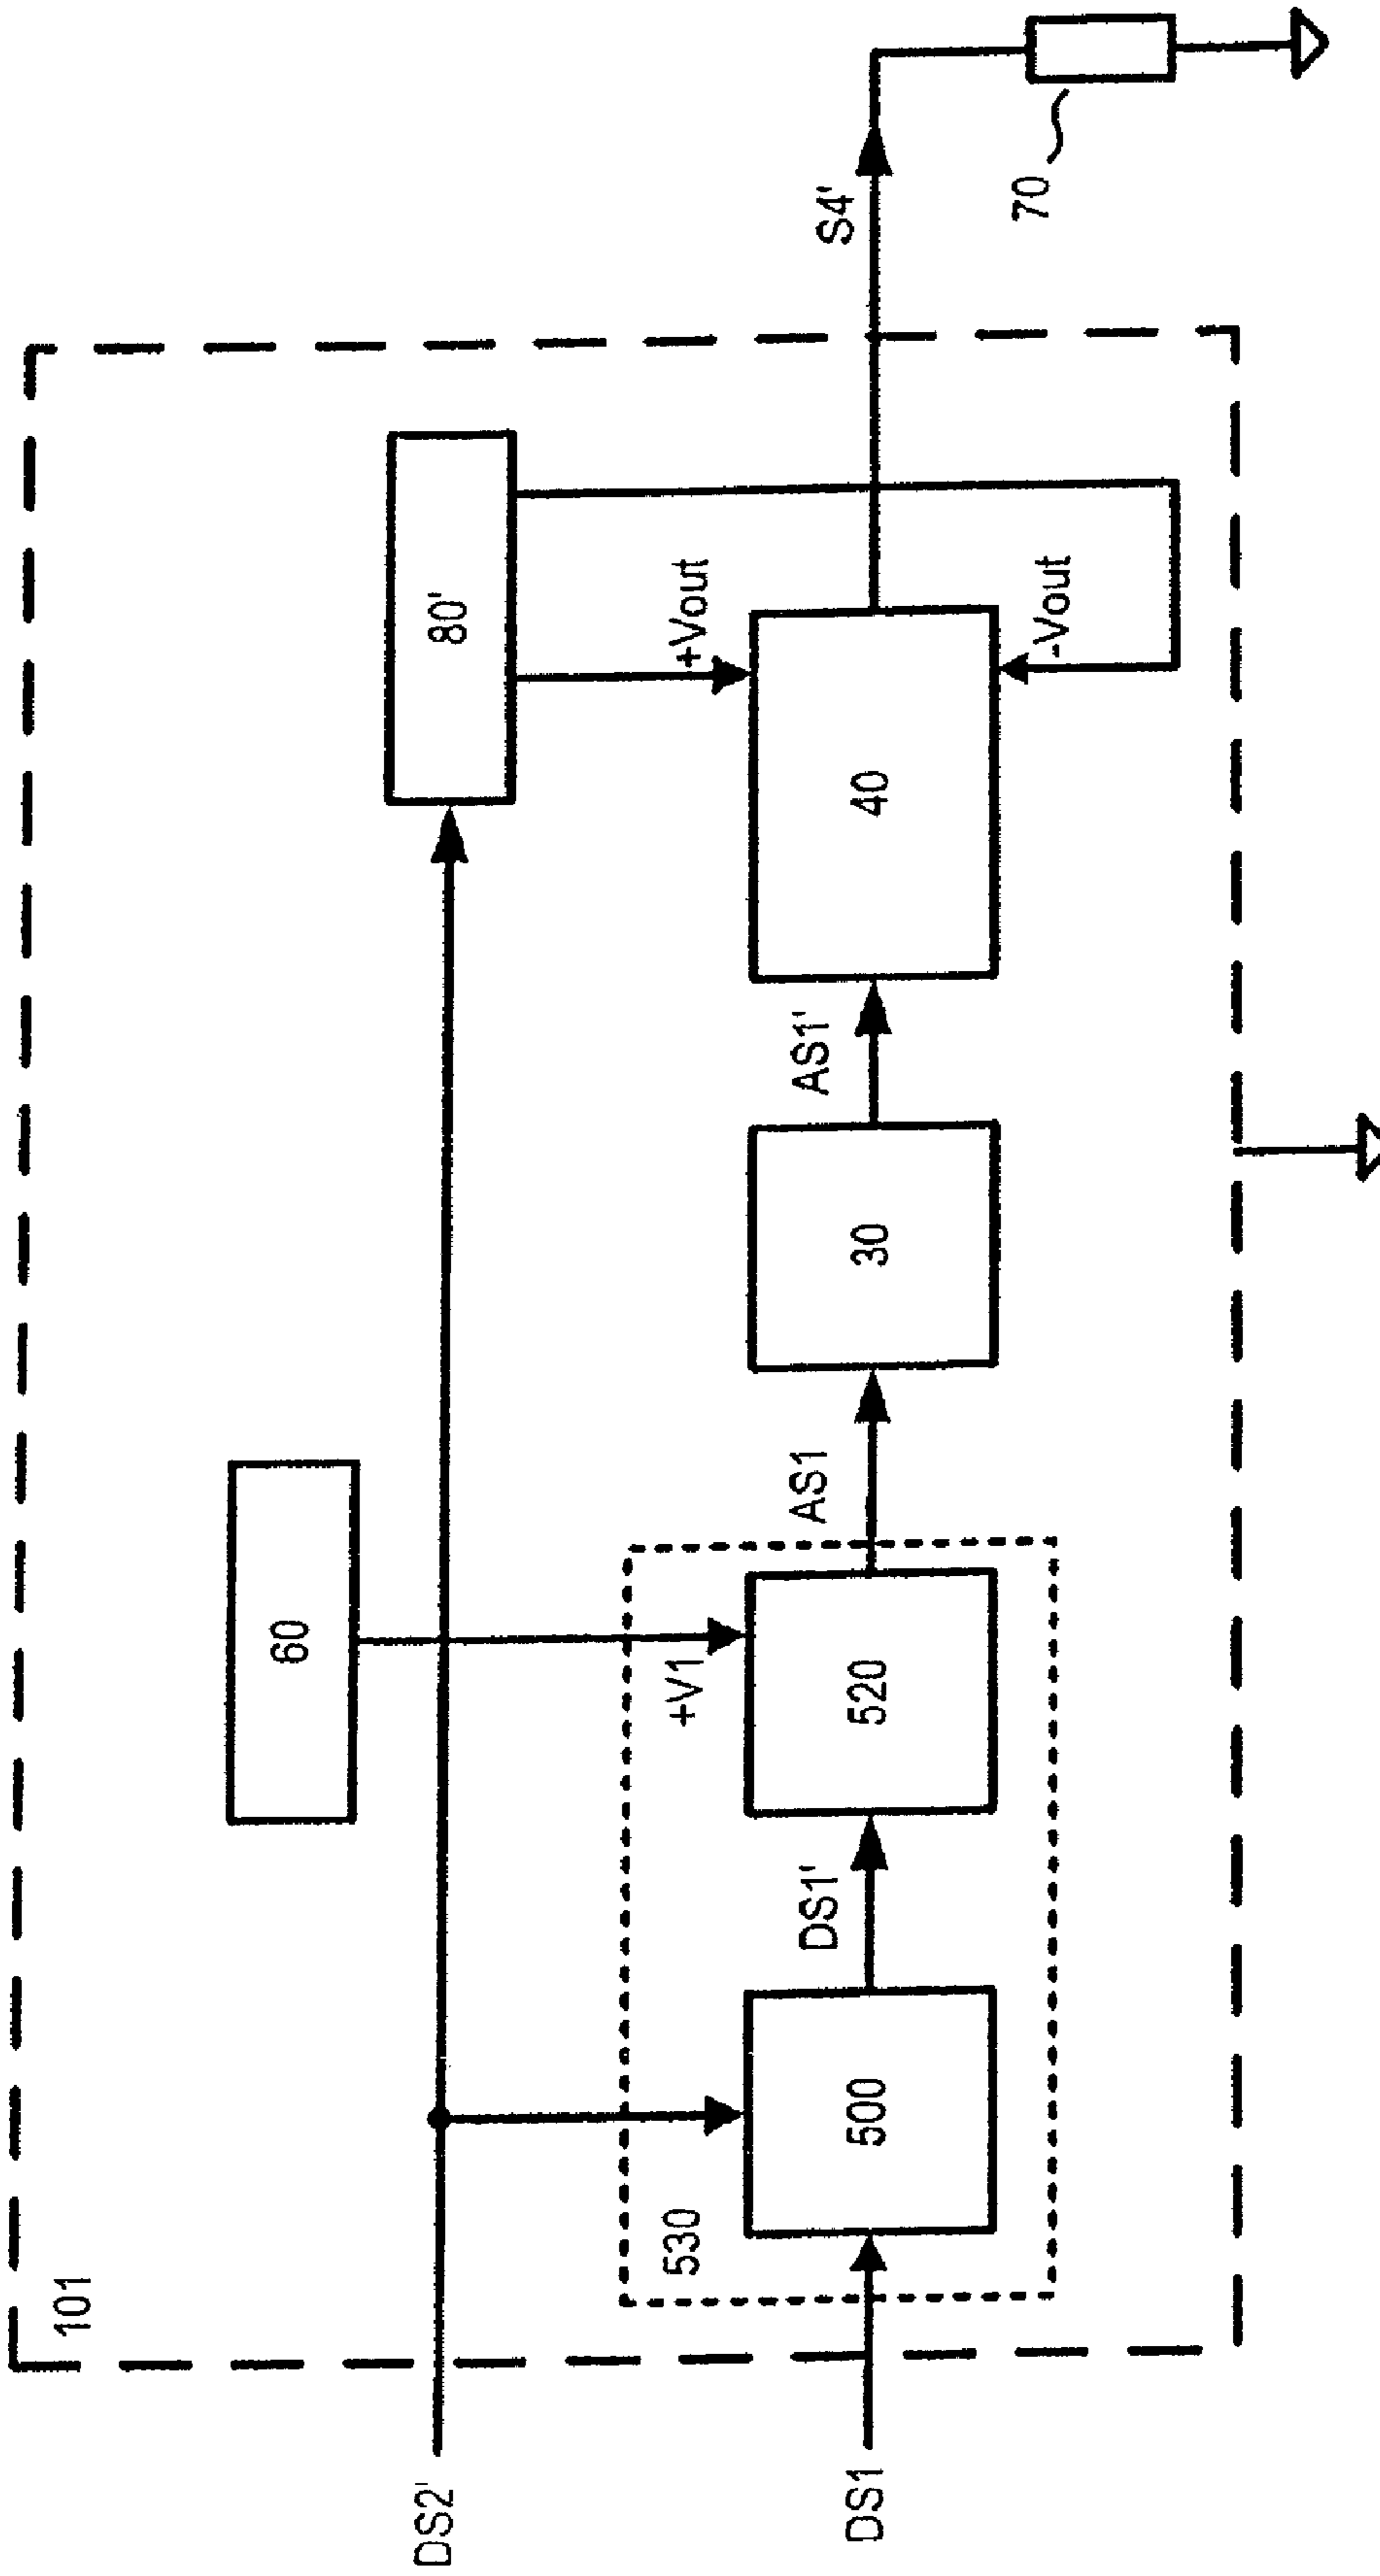 101
60
80'
DS2'
+V1
+Vout
530
DS1
500
DS1'
520
AS1
30
AS1'
40
S4'
-Vout
70